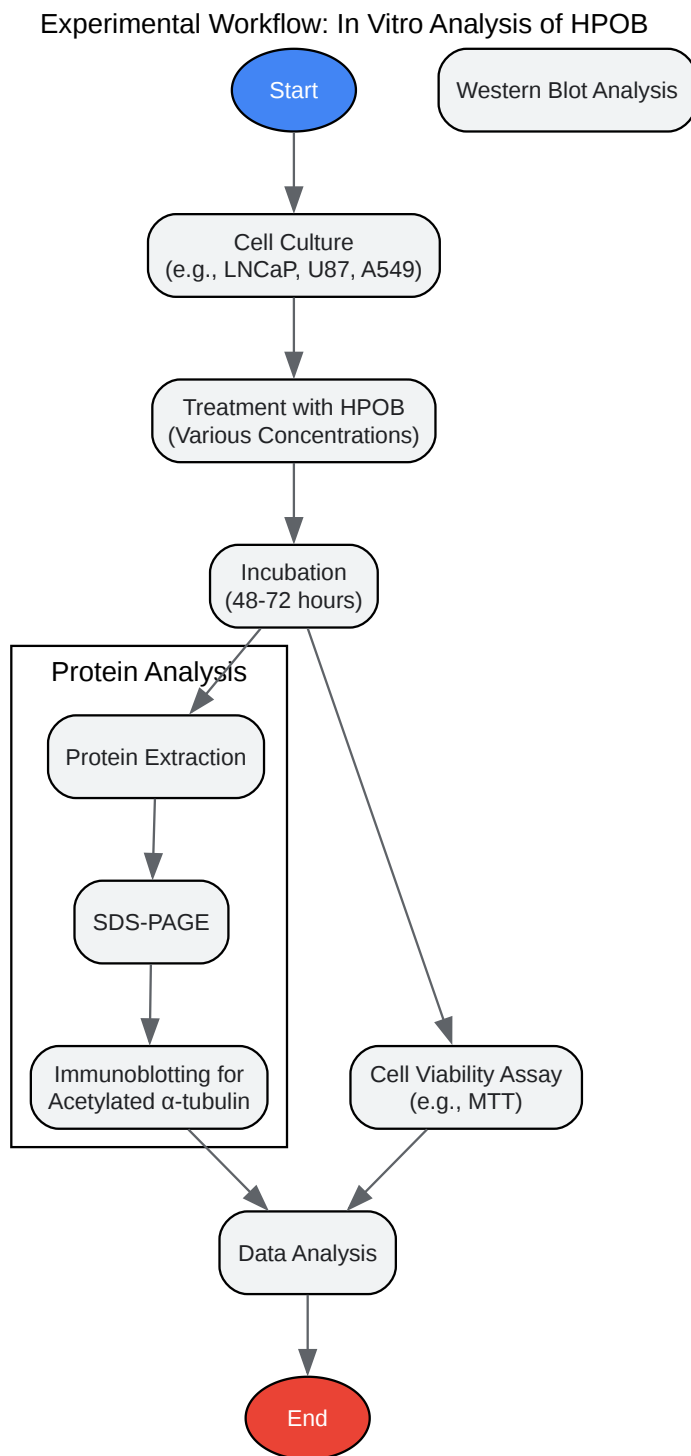 Experimental Workflow: In Vitro Analysis of HPOB
Start
Western Blot Analysis
Cell Culture
(e.g., LNCaP, U87, A549)
Treatment with HPOB
(Various Concentrations)
Incubation
(48-72 hours)
Protein Analysis
Protein Extraction
SDS-PAGE
Immunoblotting for
Acetylated α-tubulin
Cell Viability Assay
(e.g., MTT)
Data Analysis
End